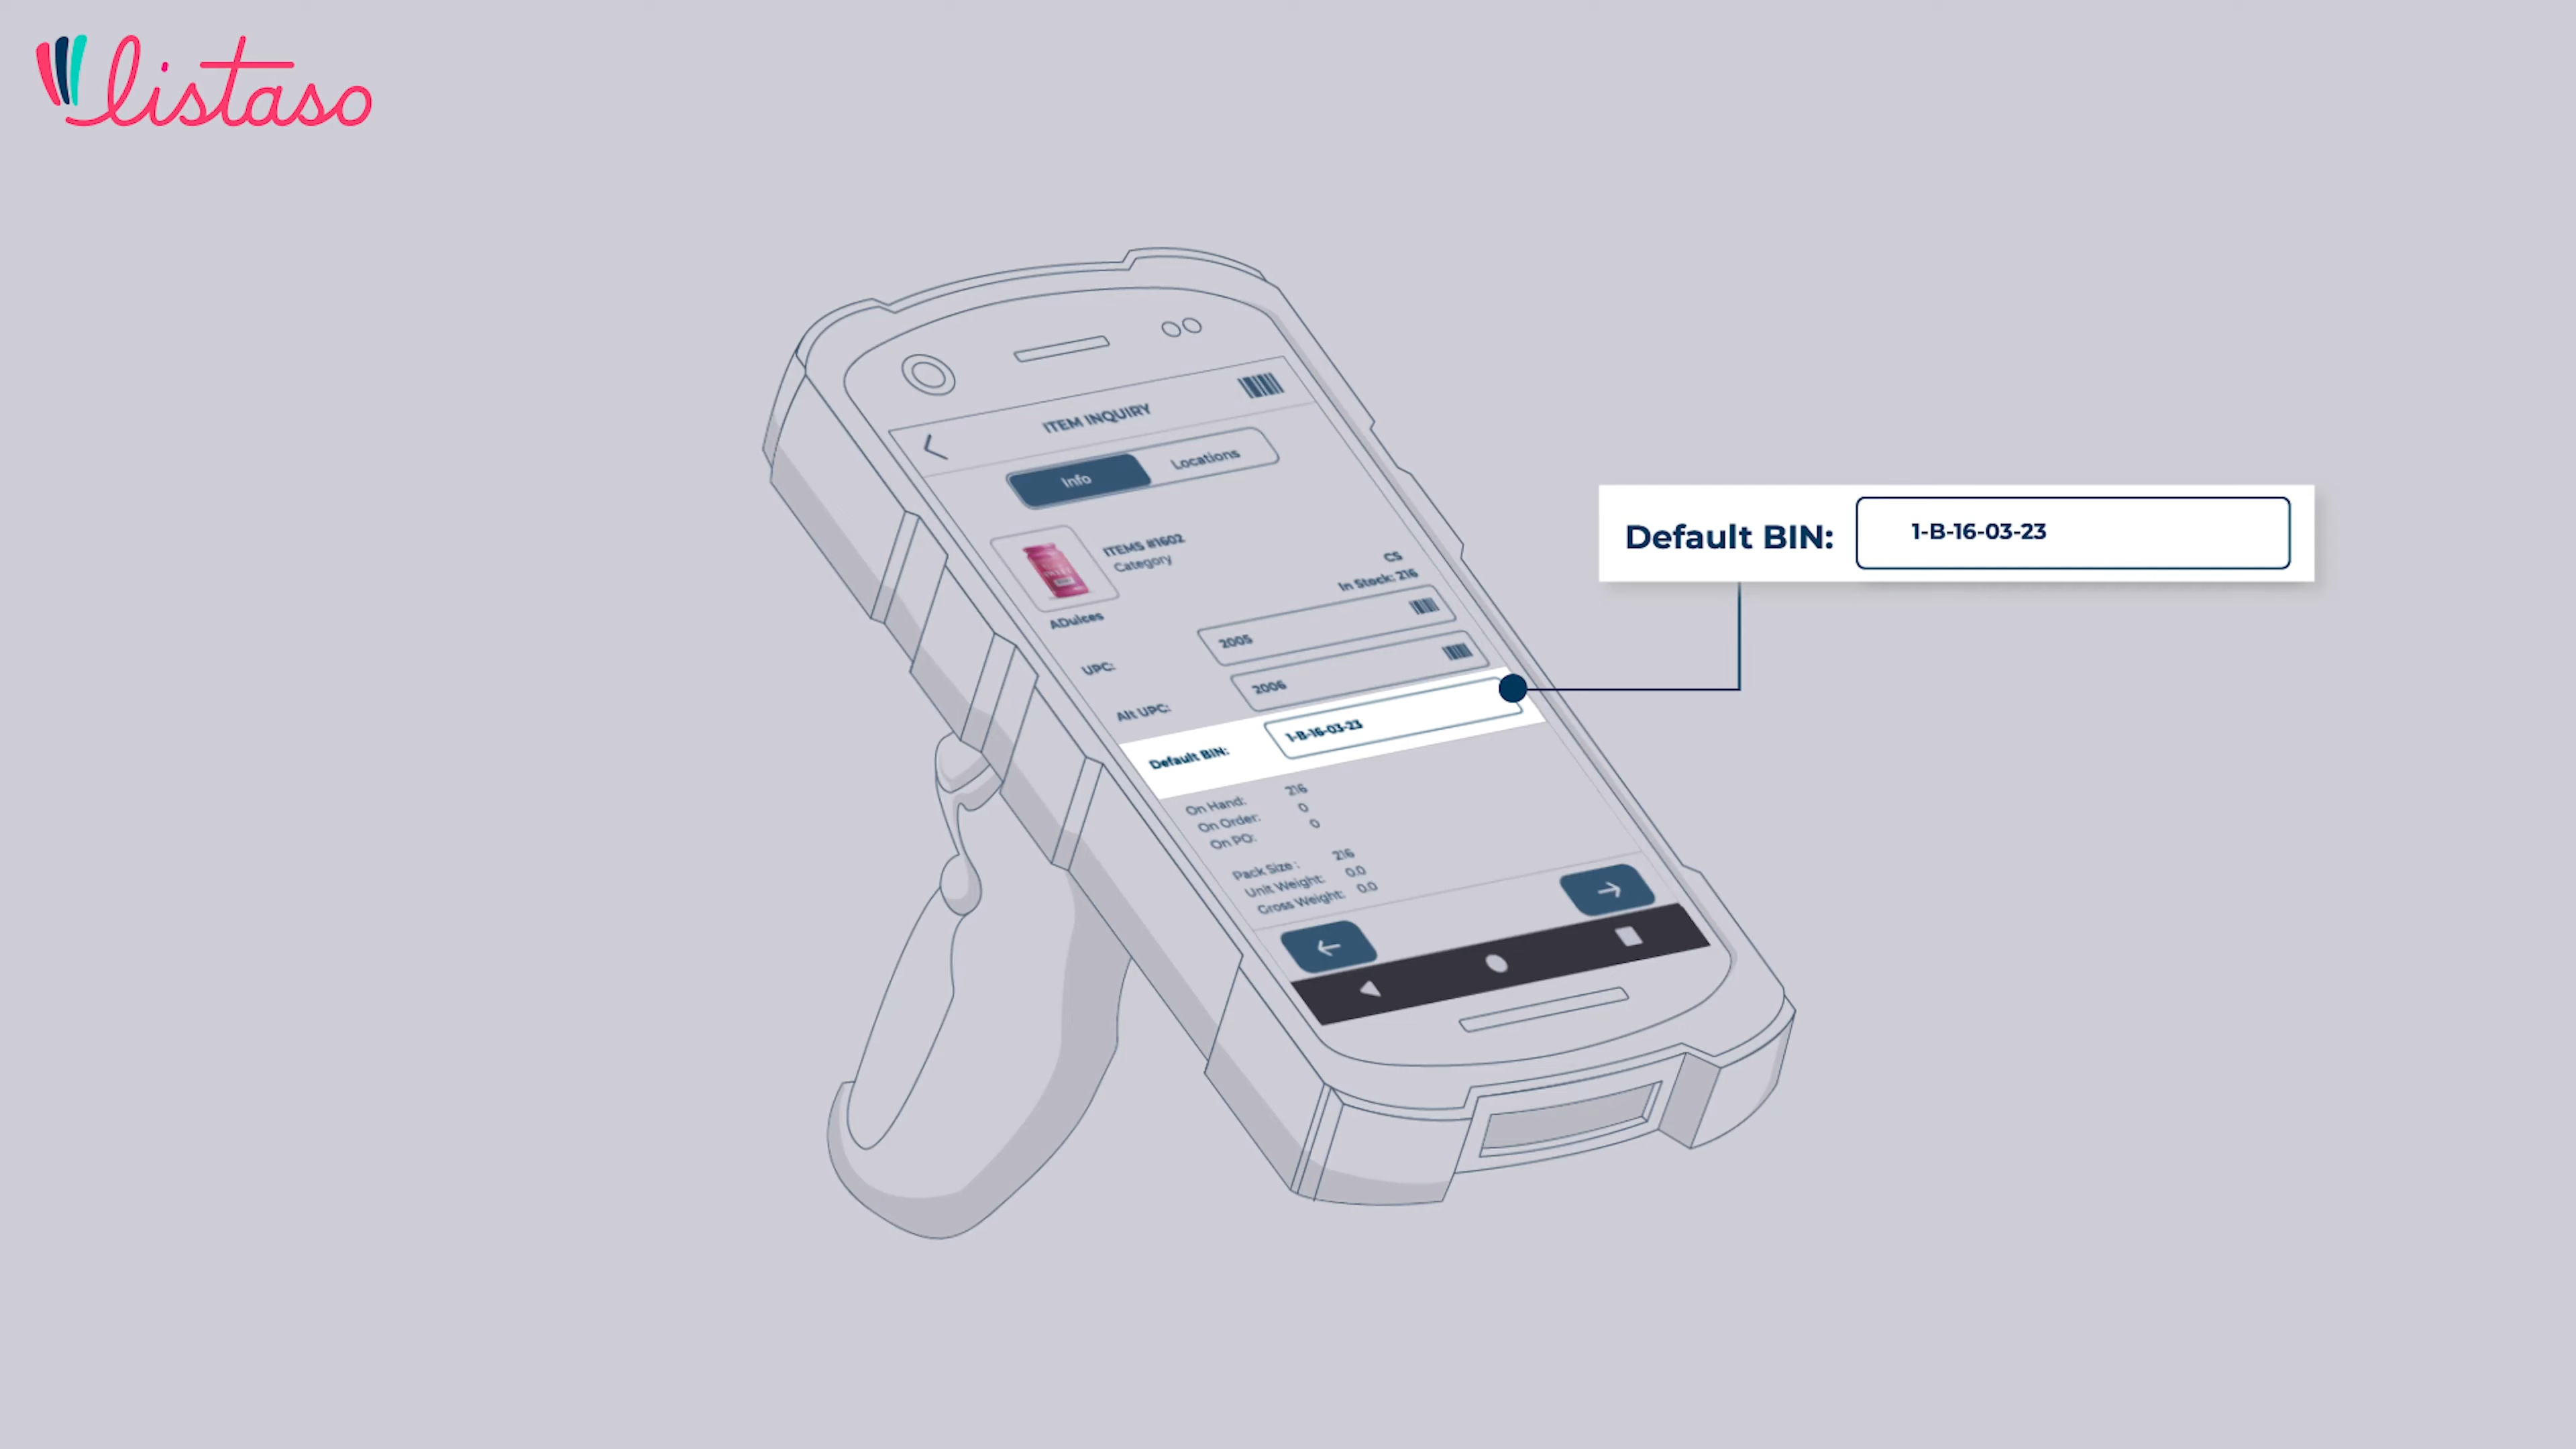 listaso
ITEM INQUIRY
Info
Locations
ITEMS #1602
Category
CS
In Stock: 216
ADulces
UPC:
2005
Alt UPC:
2006
Default BIN:
1-B-16-03-23
Default BIN:
1-B-16-03-23
On Hand: 216
On Order: 0
On PO: 0
Pack Size : 216
Unit Weight: 0.0
Gross Weight: 0.0